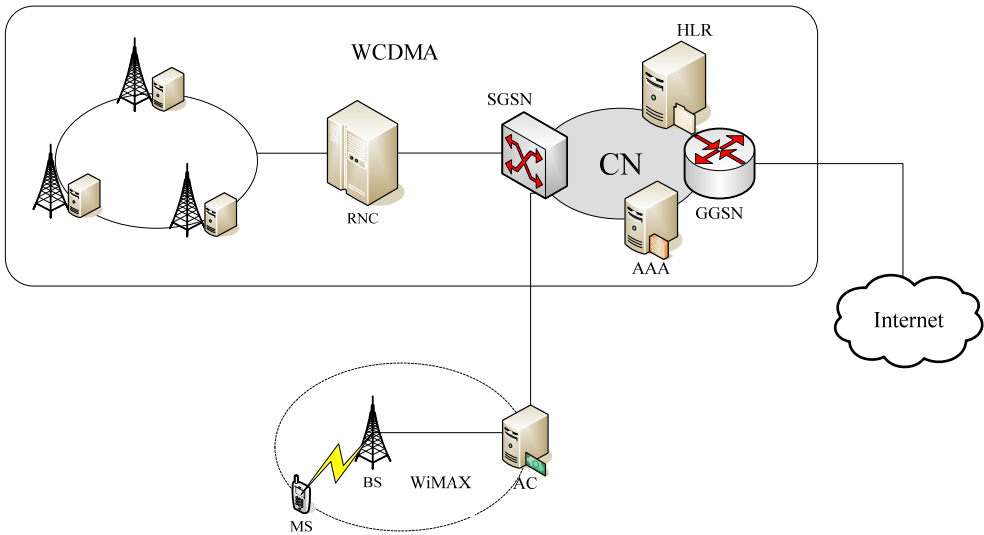 HLR
WCDMA
SGSN
CN
RNC
GGSN
AAA
Internet
BS
WiMAX
AC
MS